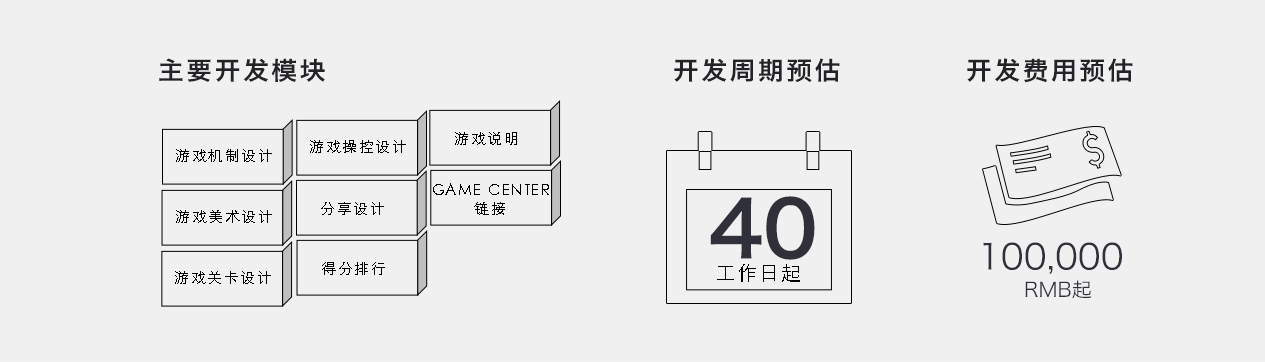 主要开发模块
游戏机制设计
游戏美术设计
游戏关卡设计
游戏操控设计
分享设计
得分排行
游戏说明
GAME CENTER
链接
开发周期预估
40
工作日起
开发费用预估
$
100,000
RMB起